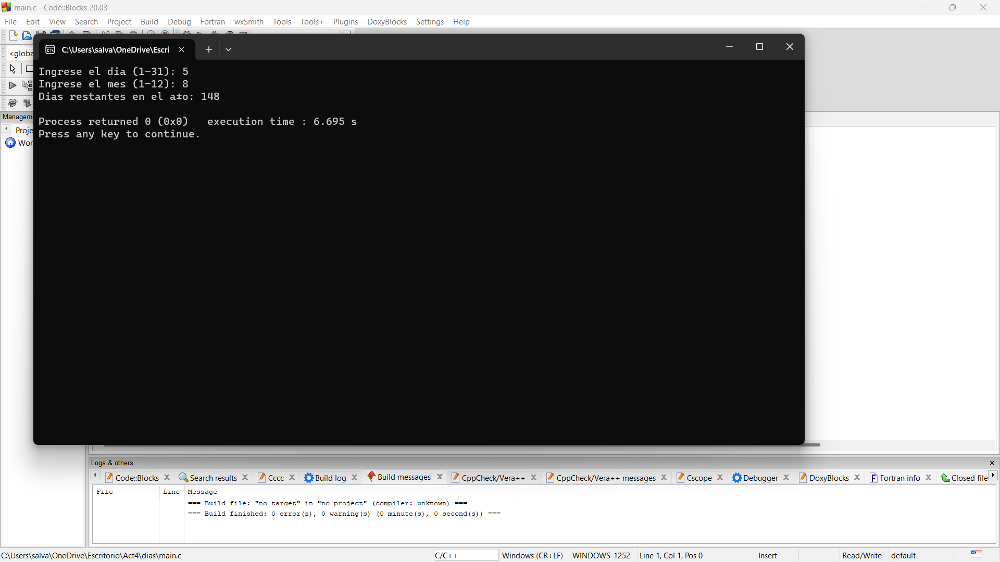 main.c - Code::Blocks 20.03
File Edit View Search Project Build Debug Fortran wxSmith Tools Tools+ Plugins DoxyBlocks Settings Help
<globa
C:\Users\salva\OneDrive\Escri
Ingrese el dia (1-31): 5
Ingrese el mes (1-12): 8
Dias restantes en el a±o: 148
Process returned 0 (0x0)   execution time : 6.695 s
Press any key to continue.
Managem
Proje
Wor
Logs & others
Code::Blocks Search results Cccc Build log Build messages CppCheck/Vera++ CppCheck/Vera++ messages Cscope Debugger DoxyBlocks Fortran info Closed file
File Line Message
=== Build file: "no target" in "no project" (compiler: unknown) ===
=== Build finished: 0 error(s), 0 warning(s) (0 minute(s), 0 second(s)) ===
C:\Users\salva\OneDrive\Escritorio\Act4\dias\main.c C/C++ Windows (CR+LF) WINDOWS-1252 Line 1, Col 1, Pos 0 Insert Read/Write default